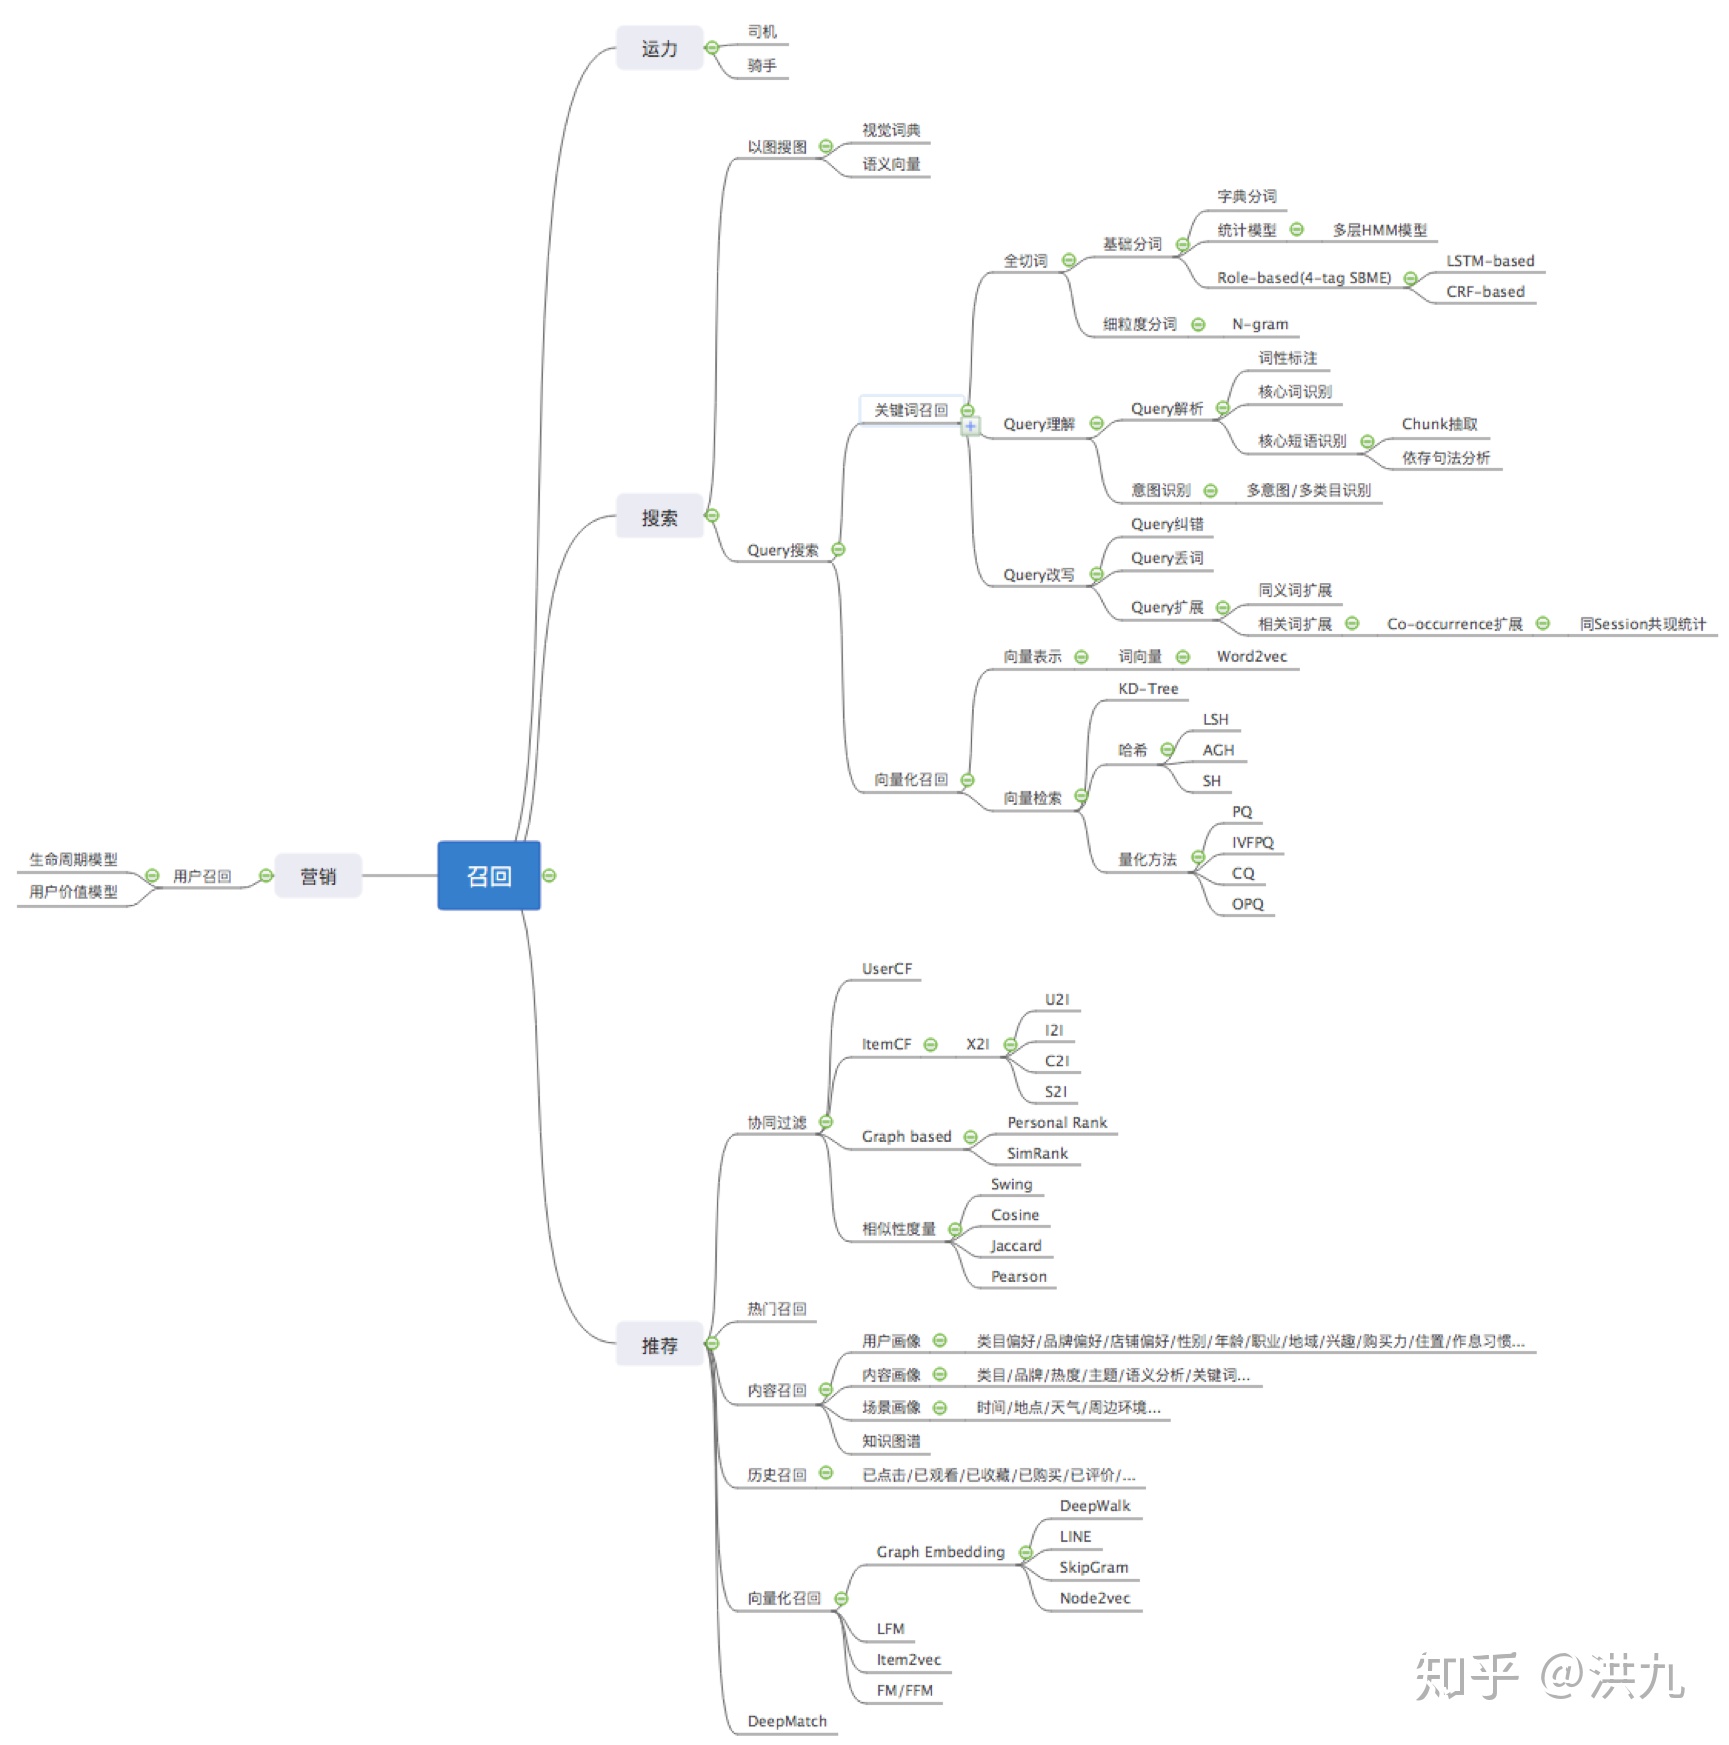 运力
司机
骑手
搜索
以图搜图
视觉词典
语义向量
Query搜索
关键词召回
全切词
基础分词
字典分词
统计模型
多层HMM模型
Role-based(4-tag SBME)
LSTM-based
CRF-based
细粒度分词
N-gram
Query理解
Query解析
词性标注
核心词识别
核心短语识别
Chunk抽取
依存句法分析
意图识别
多意图/多类目识别
Query改写
Query纠错
Query丢词
Query扩展
同义词扩展
相关词扩展
Co-occurrence扩展
同Session共现统计
向量化召回
向量表示
词向量
Word2vec
向量检索
KD-Tree
哈希
LSH
AGH
SH
量化方法
PQ
IVFPQ
CQ
OPQ
召回
营销
用户召回
生命周期模型
用户价值模型
推荐
协同过滤
UserCF
ItemCF
X2I
U2I
I2I
C2I
S2I
Graph based
Personal Rank
SimRank
相似性度量
Swing
Cosine
Jaccard
Pearson
热门召回
内容召回
用户画像
类目偏好/品牌偏好/店铺偏好/性别/年龄/职业/地域/兴趣/购买力/住置/作息习惯...
内容画像
类目/品牌/热度/主题/语义分析/关键词...
场景画像
时间/地点/天气/周边环境...
知识图谱
历史召回
已点击/已观看/已收藏/已购买/已评价/...
向量化召回
Graph Embedding
DeepWalk
LINE
SkipGram
Node2vec
LFM
Item2vec
FM/FFM
DeepMatch
知乎 @洪九